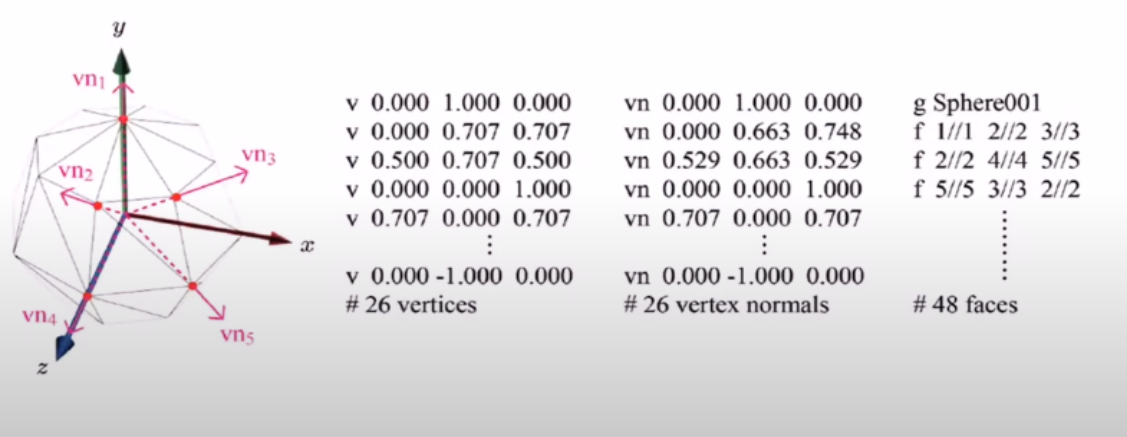 y
vn1
vn3
vn2
x
vn4
vn5
z
v 0.000 1.000 0.000
v 0.000 0.707 0.707
v 0.500 0.707 0.500
v 0.000 0.000 1.000
v 0.707 0.000 0.707
⋮
v 0.000 -1.000 0.000
# 26 vertices
vn 0.000 1.000 0.000
vn 0.000 0.663 0.748
vn 0.529 0.663 0.529
vn 0.000 0.000 1.000
vn 0.707 0.000 0.707
⋮
vn 0.000 -1.000 0.000
# 26 vertex normals
g Sphere001
f 1//1 2//2 3//3
f 2//2 4//4 5//5
f 5//5 3//3 2//2
⋮
# 48 faces